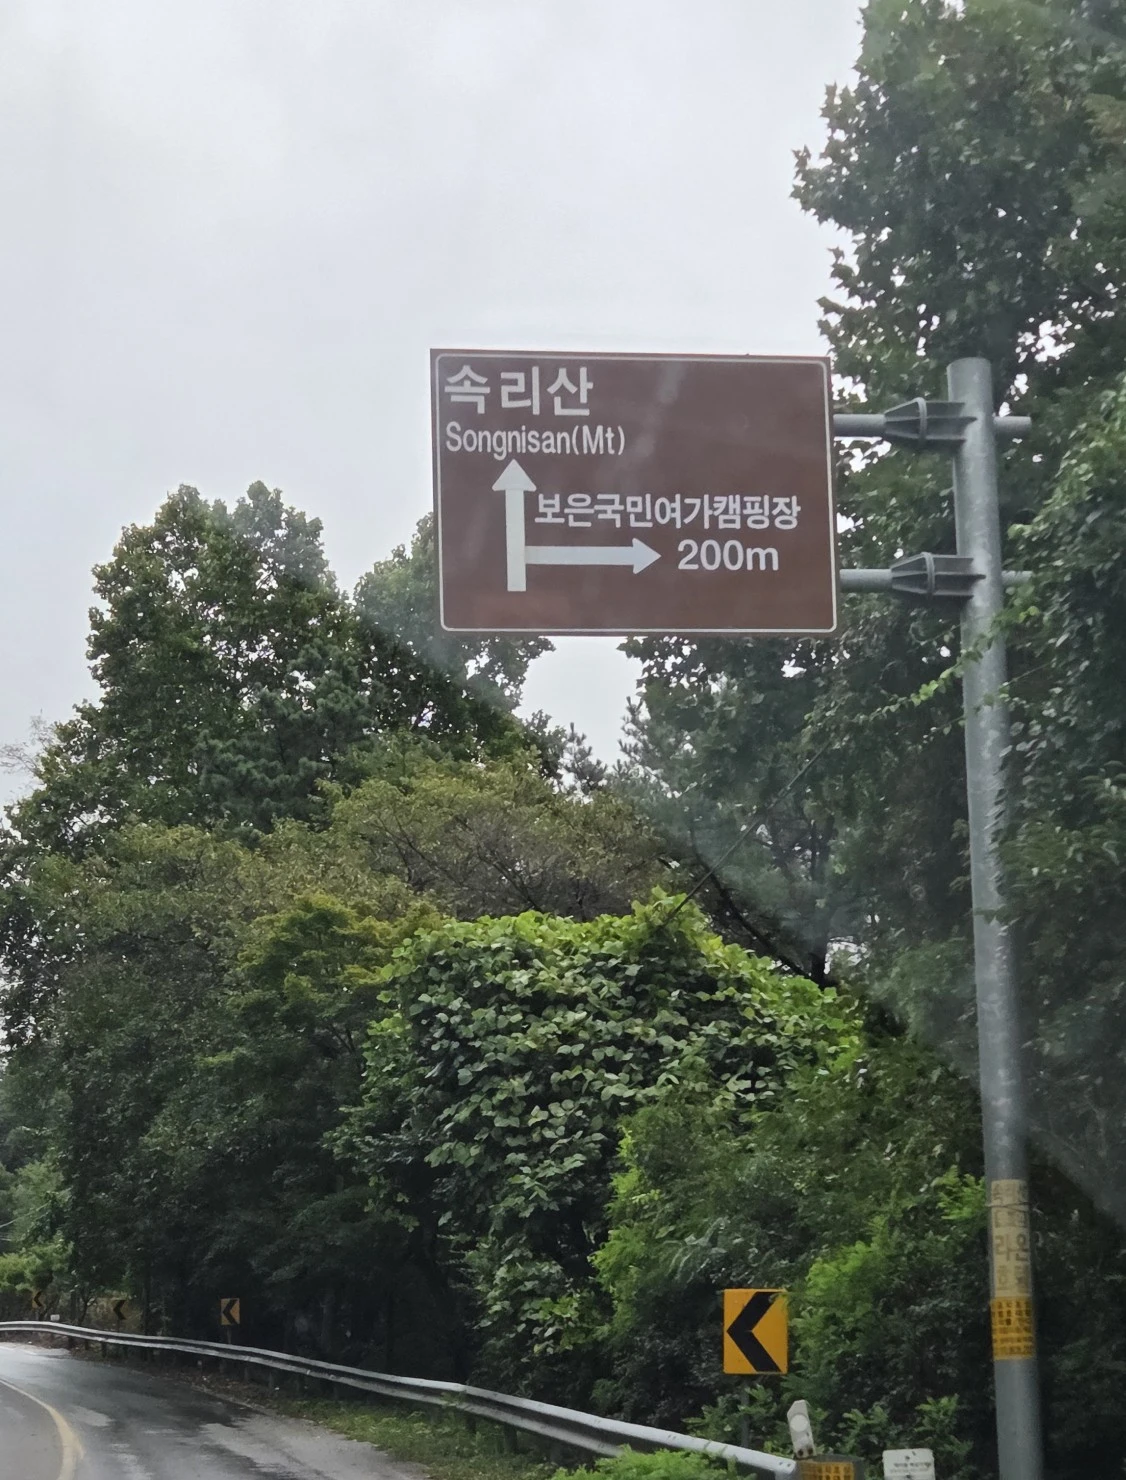 속리산
Songnisan(Mt)
보은국민여가캠핑장
200m